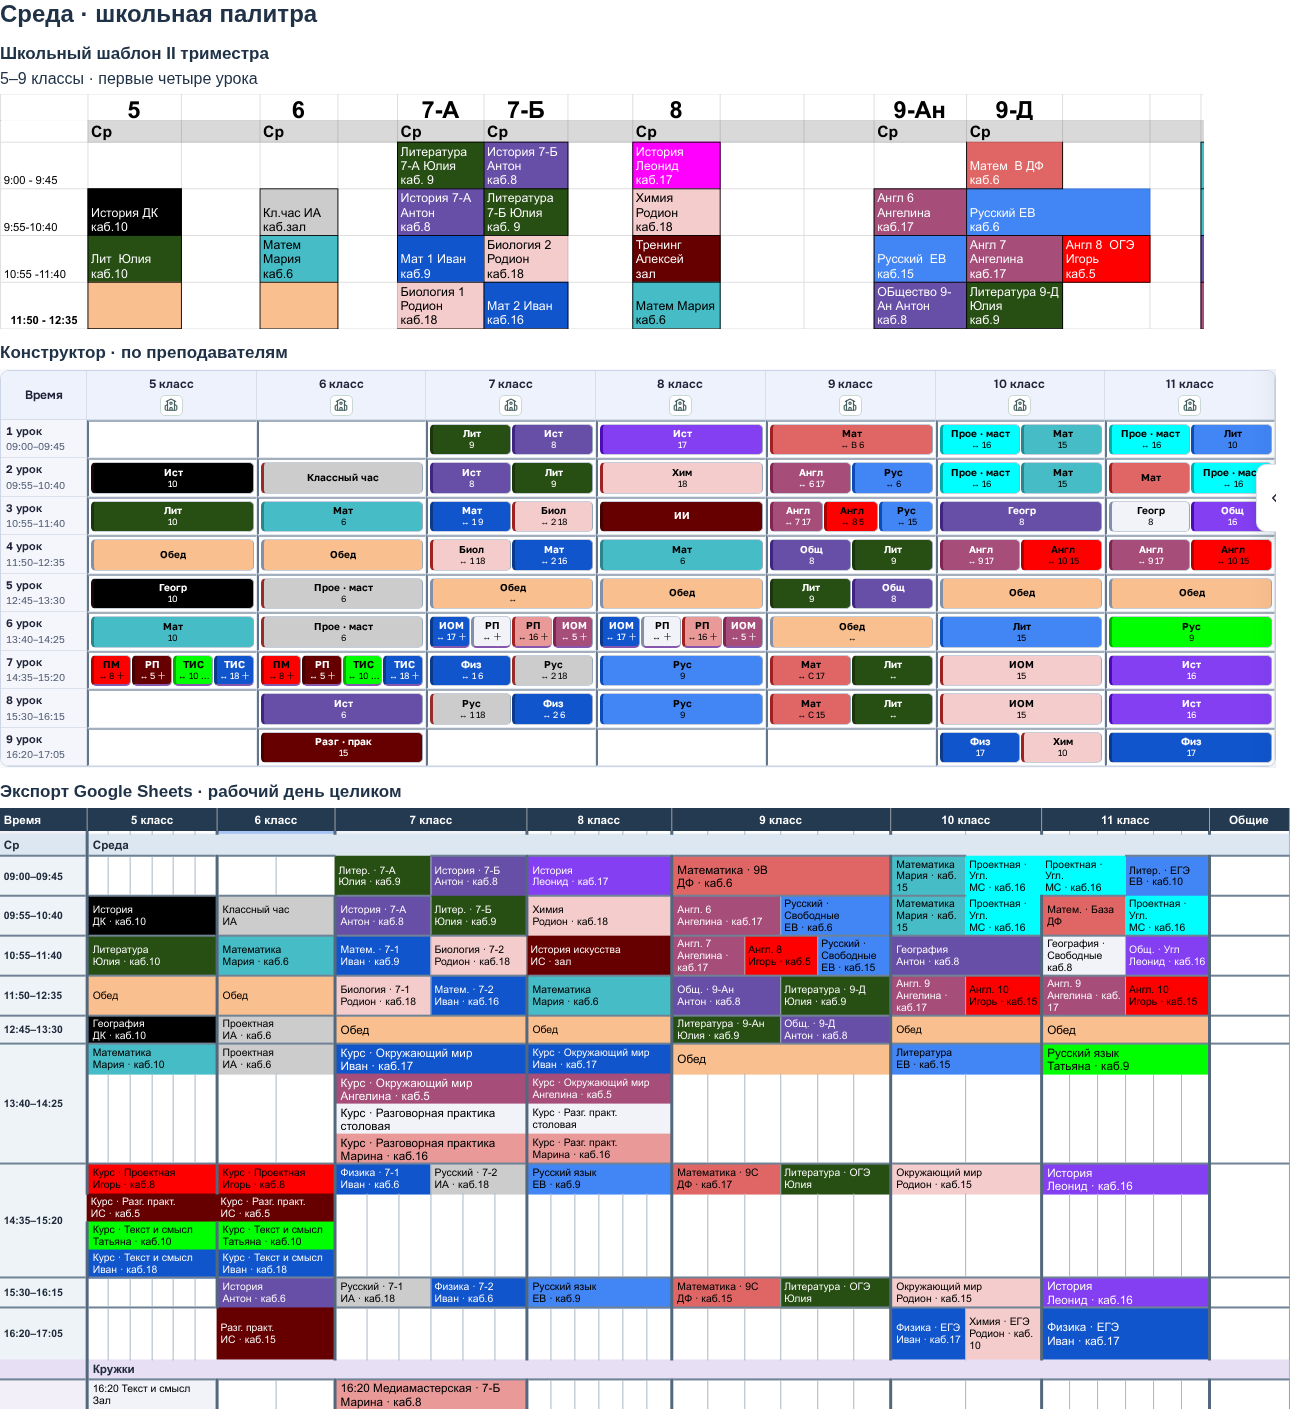 Среда · школьная палитра
Школьный шаблон II триместра
5–9 классы · первые четыре урока
5 6 7-А 7-Б 8 9-Ан 9-Д
Ср Ср Ср Ср Ср Ср Ср
9:00 - 9:45
Литература
7-А Юлия
каб. 9
История 7-Б
Антон
каб.8
История
Леонид
каб.17
Матем В ДФ
каб.6
9:55-10:40
История ДК
каб.10
Кл.час ИА
каб.зал
История 7-А
Антон
каб.8
Литература
7-Б Юлия
каб. 9
Химия
Родион
каб.18
Англ 6
Ангелина
каб.17
Русский ЕВ
каб.6
10:55 -11:40
Лит Юлия
каб.10
Матем
Мария
каб.6
Мат 1 Иван
каб.9
Биология 2
Родион
каб.18
Тренинг
Алексей
зал
Русский ЕВ
каб.15
Англ 7
Ангелина
каб.17
Англ 8 ОГЭ
Игорь
каб.5
11:50 - 12:35
Биология 1
Родион
каб.18
Мат 2 Иван
каб.16
Матем Мария
каб.6
ОБщество 9-
Ан Антон
каб.8
Литература 9-Д
Юлия
каб.9
Конструктор · по преподавателям
Время 5 класс 6 класс 7 класс 8 класс 9 класс 10 класс 11 класс
1 урок
09:00–09:45
Лит
9
Ист
8
Ист
17
Мат
↔ В 6
Прое · маст
↔ 16
Мат
15
Прое · маст
↔ 16
Лит
10
2 урок
09:55–10:40
Ист
10
Классный час
Ист
8
Лит
9
Хим
18
Англ
↔ 6 17
Рус
↔ 6
Прое · маст
↔ 16
Мат
15
Мат
Прое · мас
↔ 16
3 урок
10:55–11:40
Лит
10
Мат
6
Мат
↔ 1 9
Биол
↔ 2 18
ИИ
Англ
↔ 7 17
Англ
↔ 8 5
Рус
↔ 15
Геогр
8
Геогр
8
Общ
16
4 урок
11:50–12:35
Обед
Обед
Биол
↔ 1 18
Мат
↔ 2 16
Мат
6
Общ
8
Лит
9
Англ
↔ 9 17
Англ
↔ 10 15
Англ
↔ 9 17
Англ
↔ 10 15
5 урок
12:45–13:30
Геогр
10
Прое · маст
6
Обед
↔
Обед
Лит
9
Общ
8
Обед
Обед
6 урок
13:40–14:25
Мат
10
Прое · маст
6
ИОМ
↔ 17 +
РП
↔ +
РП
↔ 16 +
ИОМ
↔ 5 +
ИОМ
↔ 17 +
РП
↔ +
РП
↔ 16 +
ИОМ
↔ 5 +
Обед
↔
Лит
15
Рус
9
7 урок
14:35–15:20
ПМ
↔ 8 +
РП
↔ 5 +
ТИС
↔ 10 ...
ТИС
↔ 18 +
ПМ
↔ 8 +
РП
↔ 5 +
ТИС
↔ 10 ...
ТИС
↔ 18 +
Физ
↔ 1 6
Рус
↔ 2 18
Рус
9
Мат
↔ С 17
Лит
↔
ИОМ
15
Ист
16
8 урок
15:30–16:15
Ист
6
Рус
↔ 1 18
Физ
↔ 2 6
Рус
9
Мат
↔ С 15
Лит
↔
ИОМ
15
Ист
16
9 урок
16:20–17:05
Разг · прак
15
Физ
17
Хим
10
Физ
17
Экспорт Google Sheets · рабочий день целиком
Время 5 класс 6 класс 7 класс 8 класс 9 класс 10 класс 11 класс Общие
Ср Среда
09:00–09:45
Литер. · 7-А
Юлия · каб.9
История · 7-Б
Антон · каб.8
История
Леонид · каб.17
Математика · 9В
ДФ · каб.6
Математика
Мария · каб.
15
Проектная ·
Угл.
МС · каб.16
Проектная ·
Угл.
МС · каб.16
Литер. · ЕГЭ
ЕВ · каб.10
09:55–10:40
История
ДК · каб.10
Классный час
ИА
История · 7-А
Антон · каб.8
Литер. · 7-Б
Юлия · каб.9
Химия
Родион · каб.18
Англ. 6
Ангелина · каб.17
Русский ·
Свободные
ЕВ · каб.6
Математика
Мария · каб.
15
Проектная ·
Угл.
МС · каб.16
Матем. · База
ДФ
Проектная ·
Угл.
МС · каб.16
10:55–11:40
Литература
Юлия · каб.10
Математика
Мария · каб.6
Матем. · 7-1
Иван · каб.9
Биология · 7-2
Родион · каб.18
История искусства
ИС · зал
Англ. 7
Ангелина ·
каб.17
Англ. 8
Игорь · каб.5
Русский ·
Свободные
ЕВ · каб.15
География
Антон · каб.8
География ·
Свободные
каб.8
Общ. · Угл
Леонид · каб.16
11:50–12:35
Обед
Обед
Биология · 7-1
Родион · каб.18
Матем. · 7-2
Иван · каб.16
Математика
Мария · каб.6
Общ. · 9-Ан
Антон · каб.8
Литература · 9-Д
Юлия · каб.9
Англ. 9
Ангелина ·
каб.17
Англ. 10
Игорь · каб.15
Англ. 9
Ангелина · каб.
17
Англ. 10
Игорь · каб.15
12:45–13:30
География
ДК · каб.10
Проектная
ИА · каб.6
Обед
Обед
Литература · 9-Ан
Юлия · каб.9
Общ. · 9-Д
Антон · каб.8
Обед
Обед
13:40–14:25
Математика
Мария · каб.10
Проектная
ИА · каб.6
Курс · Окружающий мир
Иван · каб.17
Курс · Окружающий мир
Иван · каб.17
Обед
Литература
ЕВ · каб.15
Русский язык
Татьяна · каб.9
Курс · Окружающий мир
Ангелина · каб.5
Курс · Окружающий мир
Ангелина · каб.5
Курс · Разговорная практика
столовая
Курс · Разг. практ.
столовая
Курс · Разговорная практика
Марина · каб.16
Курс · Разг. практ.
Марина · каб.16
14:35–15:20
Курс · Проектная
Игорь · каб.8
Курс · Проектная
Игорь · каб.8
Физика · 7-1
Иван · каб.6
Русский · 7-2
ИА · каб.18
Русский язык
ЕВ · каб.9
Математика · 9С
ДФ · каб.17
Литература · ОГЭ
Юлия
Окружающий мир
Родион · каб.15
История
Леонид · каб.16
Курс · Разг. практ.
ИС · каб.5
Курс · Разг. практ.
ИС · каб.5
Курс · Текст и смысл
Татьяна · каб.10
Курс · Текст и смысл
Татьяна · каб.10
Курс · Текст и смысл
Иван · каб.18
Курс · Текст и смысл
Иван · каб.18
15:30–16:15
История
Антон · каб.6
Русский · 7-1
ИА · каб.18
Физика · 7-2
Иван · каб.6
Русский язык
ЕВ · каб.9
Математика · 9С
ДФ · каб.15
Литература · ОГЭ
Юлия
Окружающий мир
Родион · каб.15
История
Леонид · каб.16
16:20–17:05
Разг. практ.
ИС · каб.15
Физика · ЕГЭ
Иван · каб.17
Химия · ЕГЭ
Родион · каб.
10
Физика · ЕГЭ
Иван · каб.17
Кружки
16:20 Текст и смысл
Зал
16:20 Медиамастерская · 7-Б
Марина · каб.8